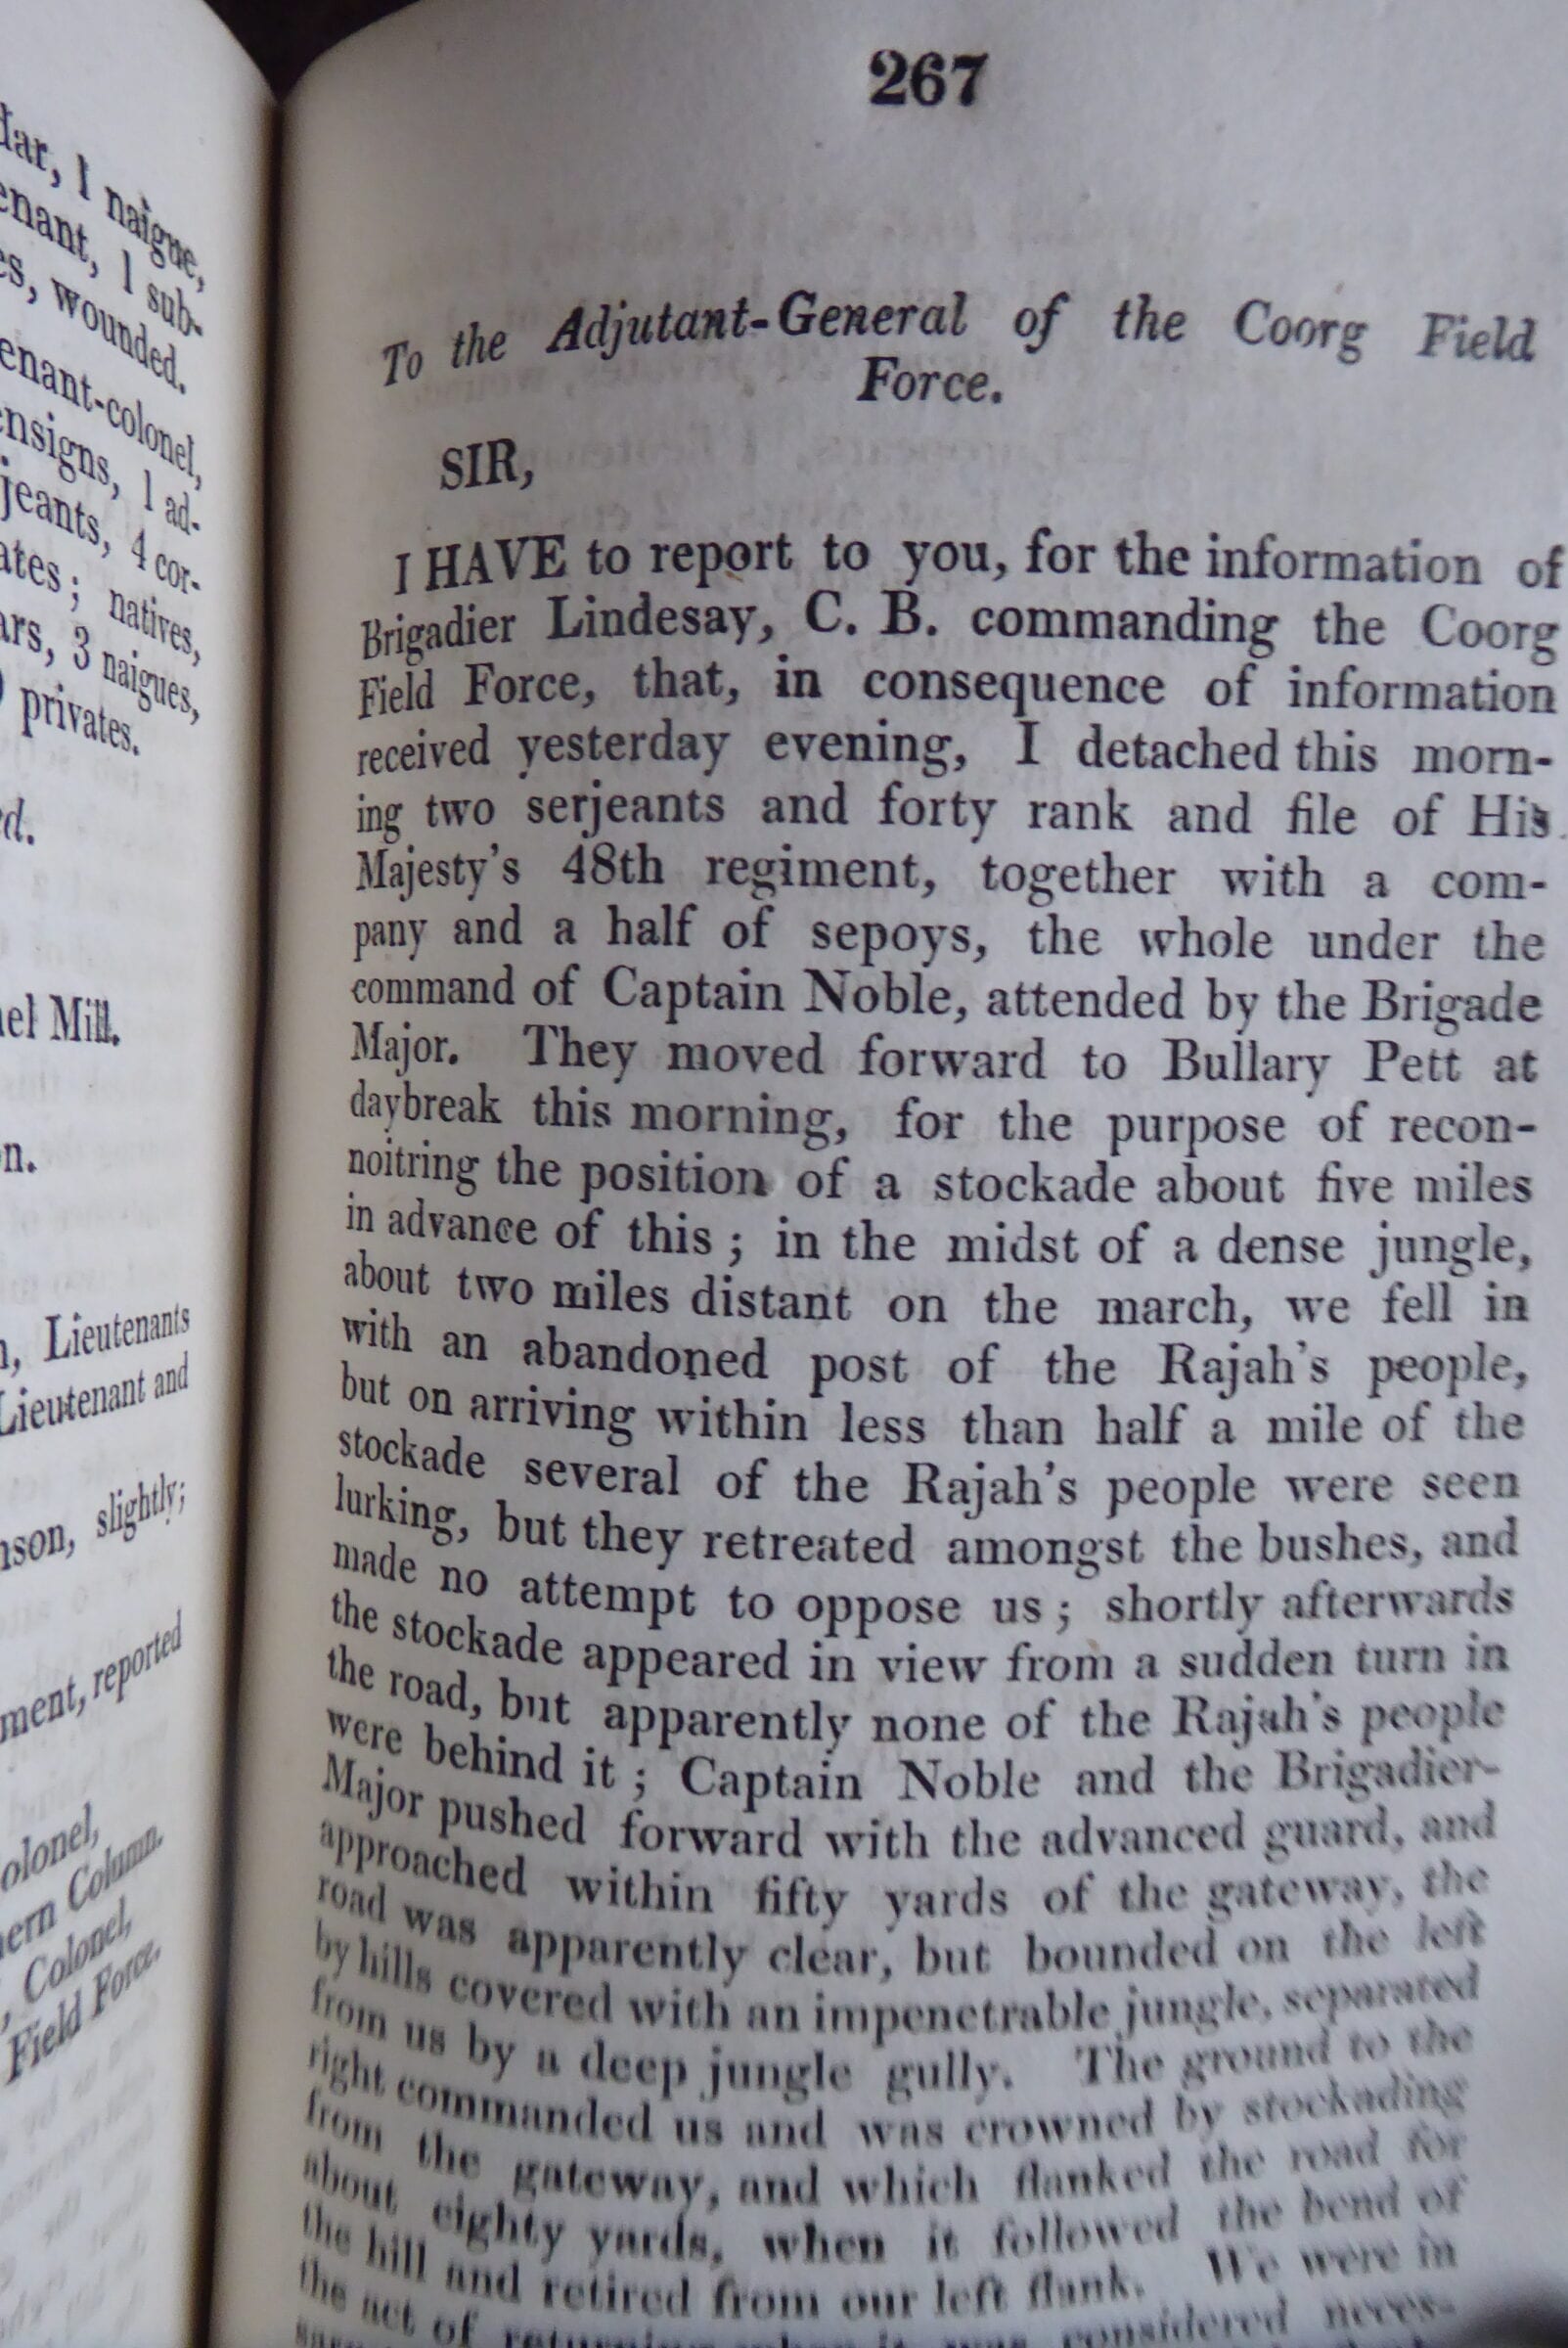 dar, 1 naigue,
enant, 1 sub-
es, wounded.
enant-colonel,
ensigns, 1 ad-
jeants, 4 cor-
ates; natives,
ars, 3 naigues,
privates.
d.
el Mill.
n.
, Lieutenants
Lieutenant and
nson, slightly;
ment, reported
olonel,
ern Column.
, Colonel,
Field Force.
267
To the Adjutant-General of the Coorg Field
Force.
SIR,
I HAVE to report to you, for the information of
Brigadier Lindesay, C. B. commanding the Coorg
Field Force, that, in consequence of information
received yesterday evening, I detached this morn-
ing two serjeants and forty rank and file of His
Majesty's 48th regiment, together with a com-
pany and a half of sepoys, the whole under the
command of Captain Noble, attended by the Brigade
Major. They moved forward to Bullary Pett at
daybreak this morning, for the purpose of recon-
noitring the position of a stockade about five miles
in advance of this; in the midst of a dense jungle,
about two miles distant on the march, we fell in
with an abandoned post of the Rajah's people,
but on arriving within less than half a mile of the
stockade several of the Rajah's people were seen
lurking, but they retreated amongst the bushes, and
made no attempt to oppose us; shortly afterwards
the stockade appeared in view from a sudden turn in
the road, but apparently none of the Rajah's people
were behind it; Captain Noble and the Brigadier-
Major pushed forward with the advanced guard, and
approached within fifty yards of the gateway, the
road was apparently clear, but bounded on the left
by hills covered with an impenetrable jungle, separated
from us by a deep jungle gully. The ground to the
right commanded us and was crowned by stockading
from the gateway, and which flanked the road for
about eighty yards, when it followed the bend of
the hill and retired from our left flank. We were in
the act of returning when it was considered neces-